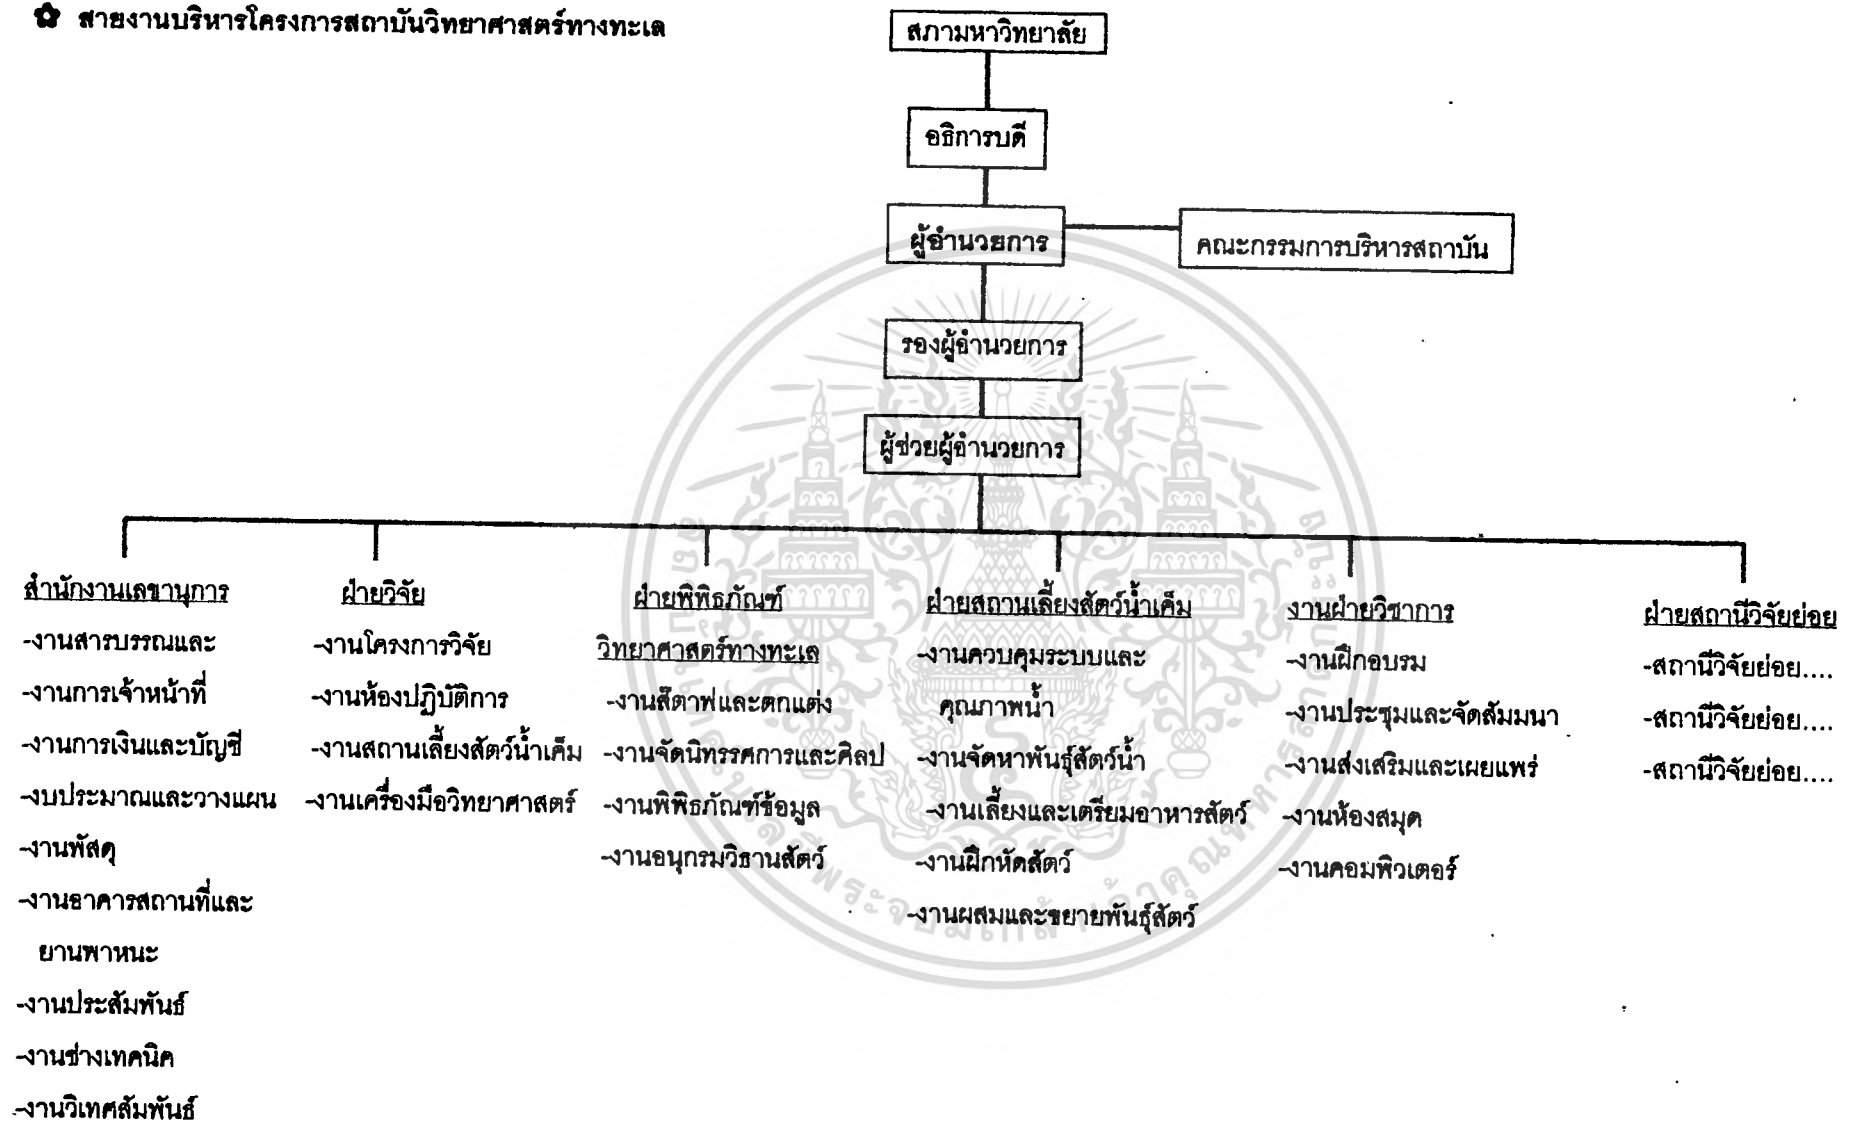 ✿ สายงานบริหารโครงการสถาบันวิทยาศาสตร์ทางทะเล
สภามหาวิทยาลัย
อธิการบดี
ผู้อำนวยการ
คณะกรรมการบริหารสถาบัน
รองผู้อำนวยการ
ผู้ช่วยผู้อำนวยการ
สำนักงานเลขานุการ
-งานสารบรรณและ
-งานการเจ้าหน้าที่
-งานการเงินและบัญชี
-งบประมาณและวางแผน
-งานพัสดุ
-งานอาคารสถานที่และ
ยานพาหนะ
-งานประสัมพันธ์
-งานช่างเทคนิค
-งานวิเทศสัมพันธ์
ฝ่ายวิจัย
-งานโครงการวิจัย
-งานห้องปฏิบัติการ
-งานสถานเลี้ยงสัตว์น้ำเค็ม
-งานเครื่องมือวิทยาศาสตร์
ฝ่ายพิพิธภัณฑ์
วิทยาศาสตร์ทางทะเล
-งานสต๊าฟและตกแต่ง
-งานจัดนิทรรศการและศิลป
-งานพิพิธภัณฑ์ข้อมูล
-งานอนุกรมวิธานสัตว์
ฝ่ายสถานเลี้ยงสัตว์น้ำเค็ม
-งานควบคุมระบบและ
คุณภาพน้ำ
-งานจัดหาพันธุ์สัตว์น้ำ
-งานเลี้ยงและเตรียมอาหารสัตว์
-งานฝึกหัดสัตว์
-งานผสมและขยายพันธุ์สัตว์
งานฝ่ายวิชาการ
-งานฝึกอบรม
-งานประชุมและจัดสัมมนา
-งานส่งเสริมและเผยแพร่
-งานห้องสมุด
-งานคอมพิวเตอร์
ฝ่ายสถานีวิจัยย่อย
-สถานีวิจัยย่อย....
-สถานีวิจัยย่อย....
-สถานีวิจัยย่อย....